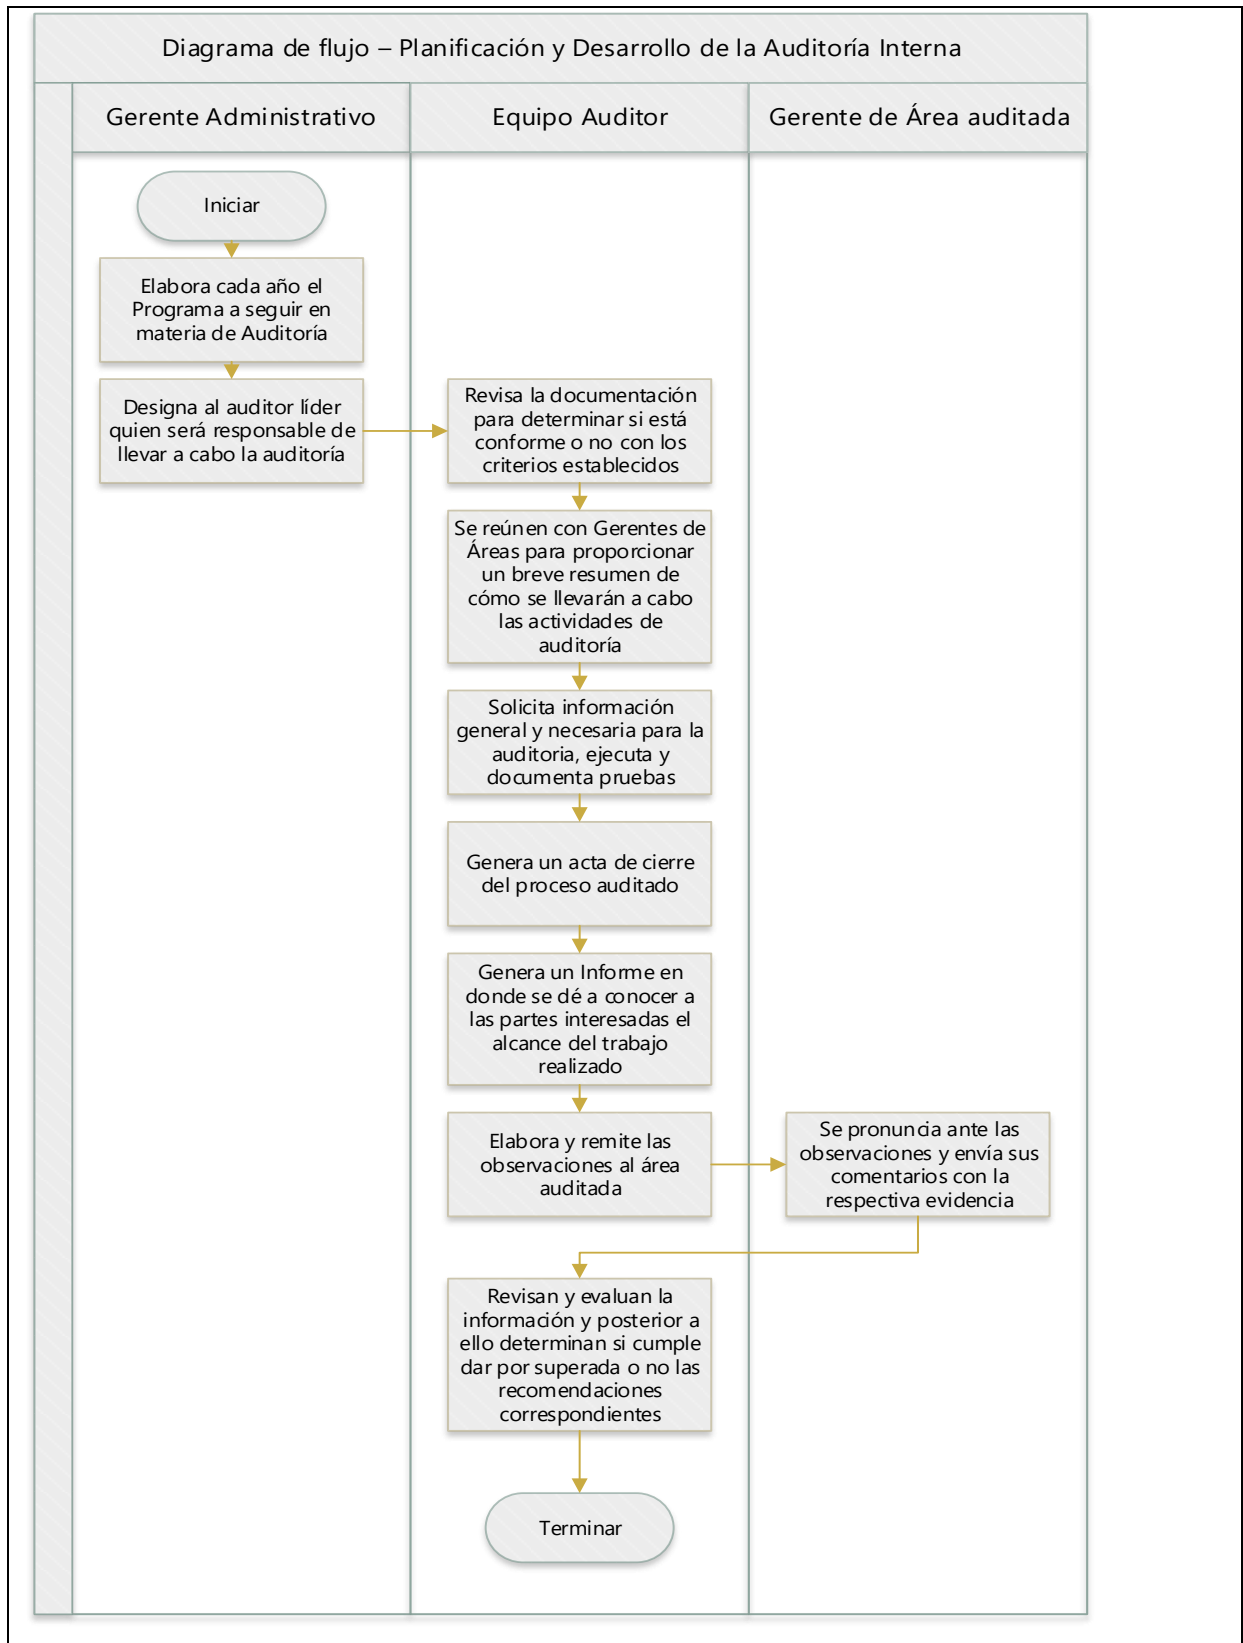 Diagrama de flujo – Planificación y Desarrollo de la Auditoría Interna
Gerente Administrativo
Equipo Auditor
Gerente de Área auditada
Iniciar
Elabora cada año el
Programa a seguir en
materia de Auditoría
Designa al auditor líder
quien será responsable de
llevar a cabo la auditoría
Revisa la documentación
para determinar si está
conforme o no con los
criterios establecidos
Se reúnen con Gerentes de
Áreas para proporcionar
un breve resumen de
cómo se llevarán a cabo
las actividades de
auditoría
Solicita información
general y necesaria para la
auditoria, ejecuta y
documenta pruebas
Genera un acta de cierre
del proceso auditado
Genera un Informe en
donde se dé a conocer a
las partes interesadas el
alcance del trabajo
realizado
Elabora y remite las
observaciones al área
auditada
Se pronuncia ante las
observaciones y envía sus
comentarios con la
respectiva evidencia
Revisan y evaluan la
información y posterior a
ello determinan si cumple
dar por superada o no las
recomendaciones
correspondientes
Terminar